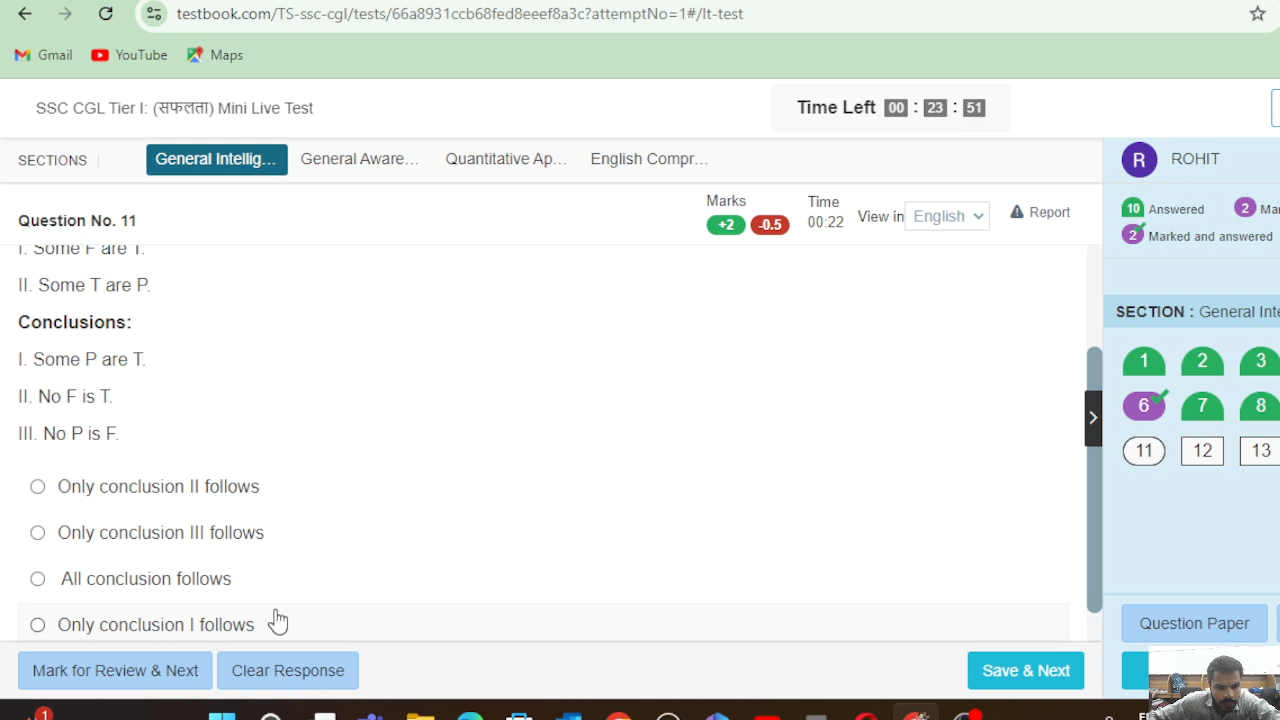 testbook.com/TS-ssc-cgl/tests/66a8931ccb68fed8eeef8a3c?attemptNo=1#/lt-test
Gmail YouTube Maps
SSC CGL Tier I: (सफलता) Mini Live Test
Time Left 00 : 23 : 51
SECTIONS General Intellig... General Aware... Quantitative Ap... English Compr...
R ROHIT
Question No. 11
Marks
+2 -0.5
Time
00:22
View in English
Report
10 Answered 2
2 Marked and answered
I. Some F are T.
II. Some T are P.
Conclusions:
I. Some P are T.
II. No F is T.
III. No P is F.
Only conclusion II follows
Only conclusion III follows
All conclusion follows
Only conclusion I follows
SECTION : General
1 2 3
6 7 8
11 12 13
Question Paper
Mark for Review & Next Clear Response Save & Next
1